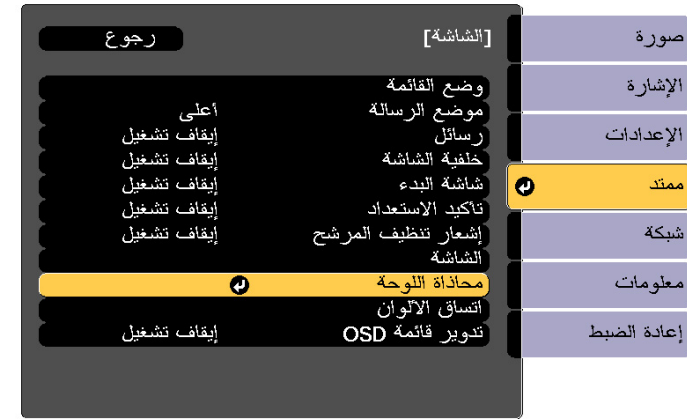 [الشاشة] رجوع
وضع القائمة
موضع الرسالة أعلى
رسائل إيقاف تشغيل
خلفية الشاشة إيقاف تشغيل
شاشة البدء إيقاف تشغيل
تأكيد الاستعداد إيقاف تشغيل
إشعار تنظيف المرشح إيقاف تشغيل
الشاشة
محاذاة اللوحة
اتساق الألوان
تدوير قائمة OSD إيقاف تشغيل
صورة
الإشارة
الإعدادات
ممتد
شبكة
معلومات
إعادة الضبط